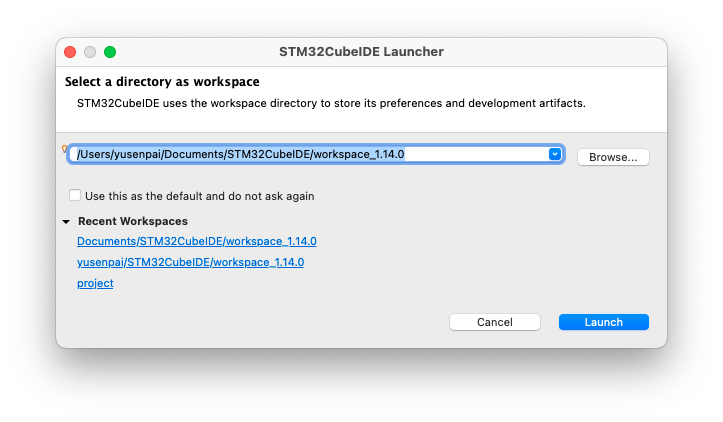 STM32CubeIDE Launcher
Select a directory as workspace
STM32CubeIDE uses the workspace directory to store its preferences and development artifacts.
/Users/yusenpai/Documents/STM32CubeIDE/workspace_1.14.0
Browse...
Use this as the default and do not ask again
Recent Workspaces
Documents/STM32CubeIDE/workspace_1.14.0
yusenpai/STM32CubeIDE/workspace_1.14.0
project
Cancel
Launch